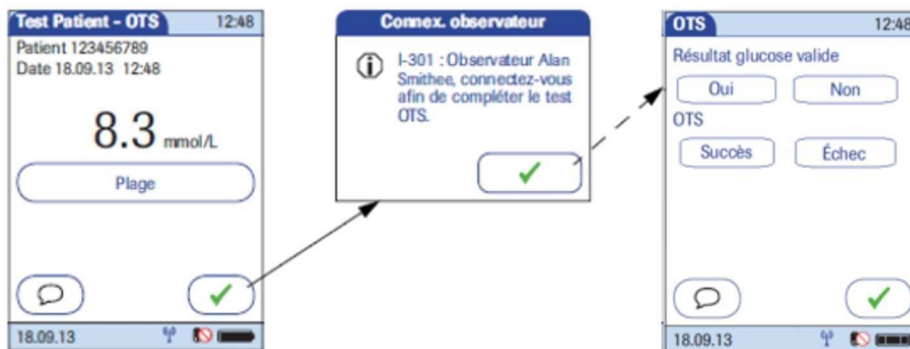 Test Patient - OTS 12:48
Patient 123456789
Date 18.09.13 12:48
8.3 mmol/L
Plage
18.09.13
Connex. observateur
I-301 : Observateur Alan
Smithee, connectez-vous
afin de compléter le test
OTS.
OTS 12:48
Résultat glucose valide
Oui Non
OTS
Succès Échec
18.09.13